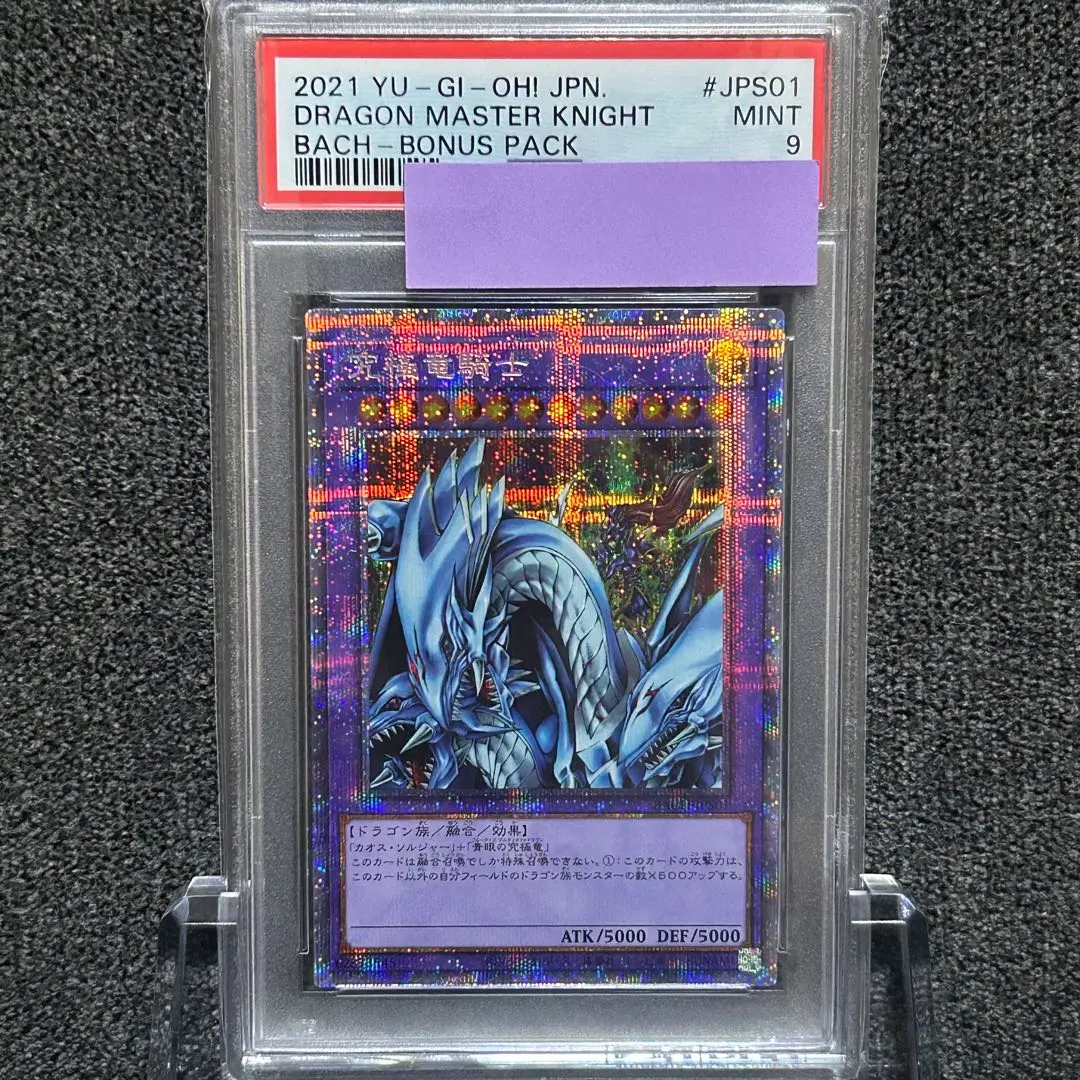 2021 YU-GI-OH! JPN. #JPS01
DRAGON MASTER KNIGHT MINT
BACH-BONUS PACK 9
究極竜騎士
【ドラゴン族/融合/効果】
「カオス・ソルジャー」+「青眼の究極竜」
このカードは融合召喚でしか特殊召喚できない。①:このカードの攻撃力は、
このカード以外の自分フィールドのドラゴン族モンスターの数×500アップする。
ATK/5000 DEF/5000